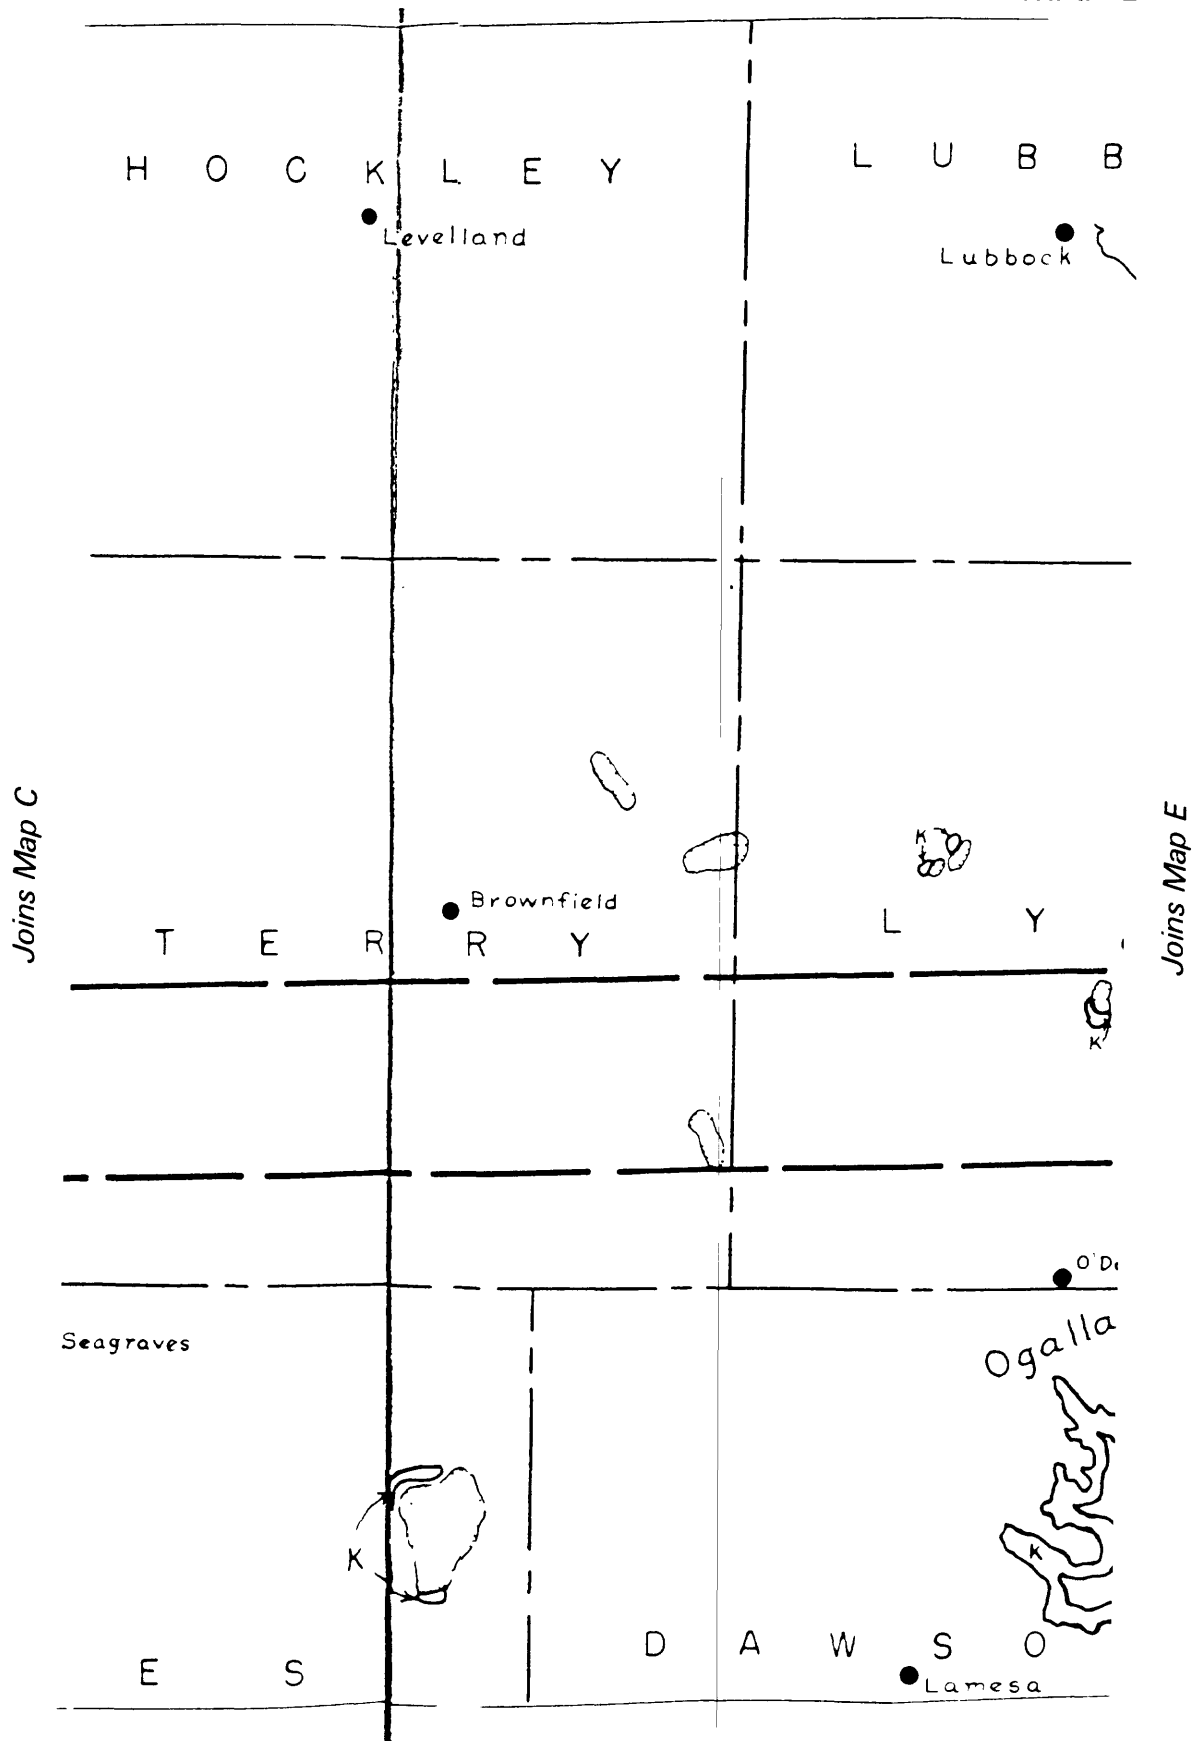 H O C K L E Y
L U B B
Levelland
Lubbock
Joins Map C
Joins Map E
K
Brownfield
T E R R Y
L Y
K
O'D
Seagraves
Ogalla
K
K
E S
D A W S O
Lamesa